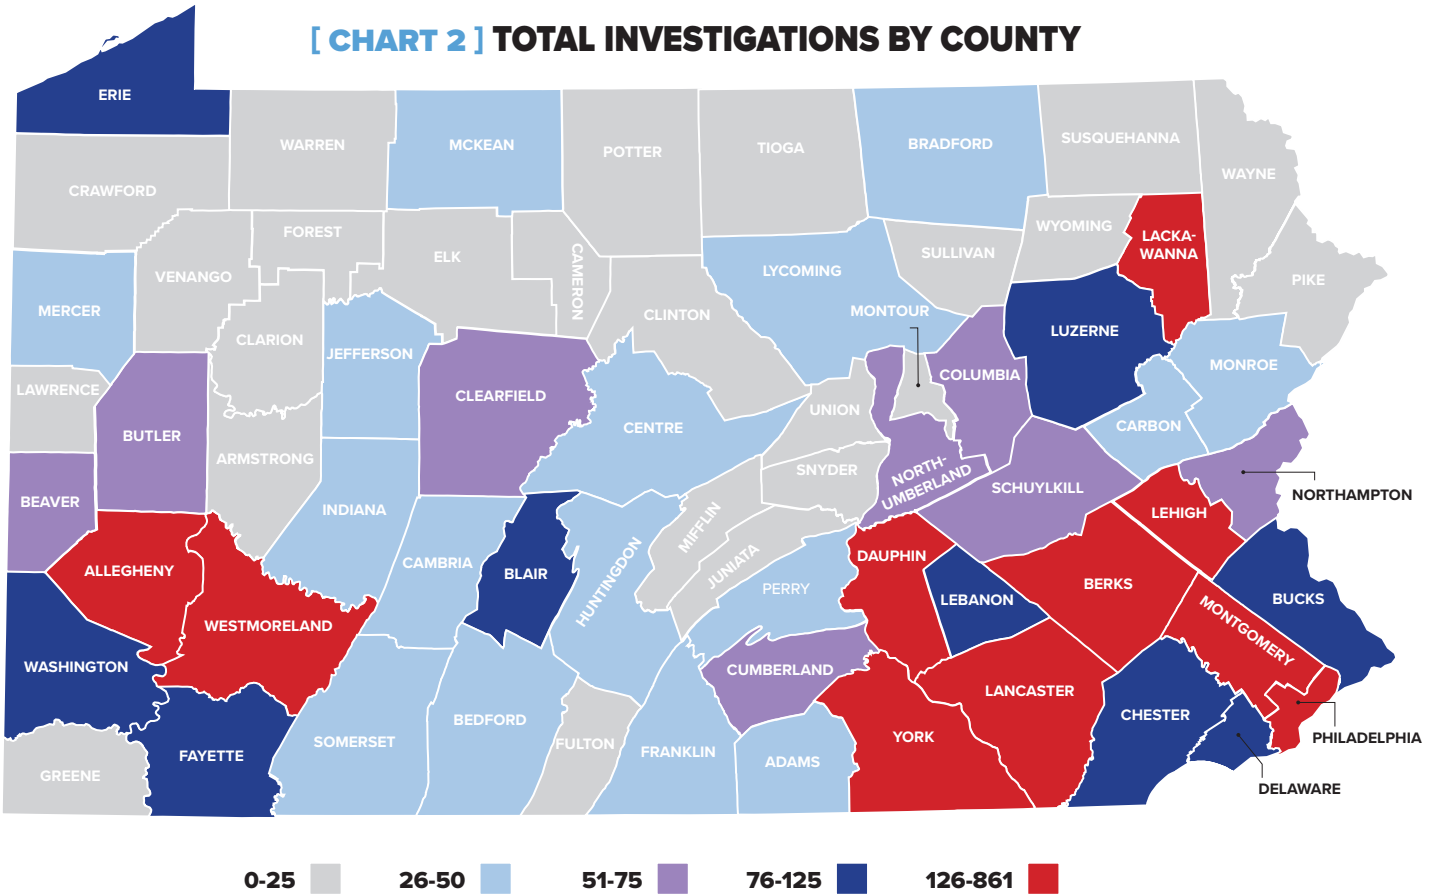 [ CHART 2 ] TOTAL INVESTIGATIONS BY COUNTY
ERIE
WARREN
MCKEAN
POTTER
TIOGA
BRADFORD
SUSQUEHANNA
WAYNE
CRAWFORD
FOREST
ELK
CAMERON
SULLIVAN
WYOMING
LACKA-
WANNA
VENANGO
LYCOMING
PIKE
MERCER
CLINTON
MONTOUR
CLARION
JEFFERSON
LUZERNE
MONROE
LAWRENCE
CLEARFIELD
COLUMBIA
UNION
BUTLER
CENTRE
CARBON
ARMSTRONG
SNYDER
NORTH-
UMBERLAND
SCHUYLKILL
NORTHAMPTON
BEAVER
INDIANA
LEHIGH
MIFFLIN
JUNIATA
ALLEGHENY
CAMBRIA
BLAIR
HUNTINGDON
DAUPHIN
PERRY
LEBANON
BERKS
BUCKS
WESTMORELAND
MONTGOMERY
WASHINGTON
CUMBERLAND
LANCASTER
CHESTER
PHILADELPHIA
SOMERSET
BEDFORD
FULTON
FRANKLIN
ADAMS
YORK
FAYETTE
GREENE
DELAWARE
0-25
26-50
51-75
76-125
126-861